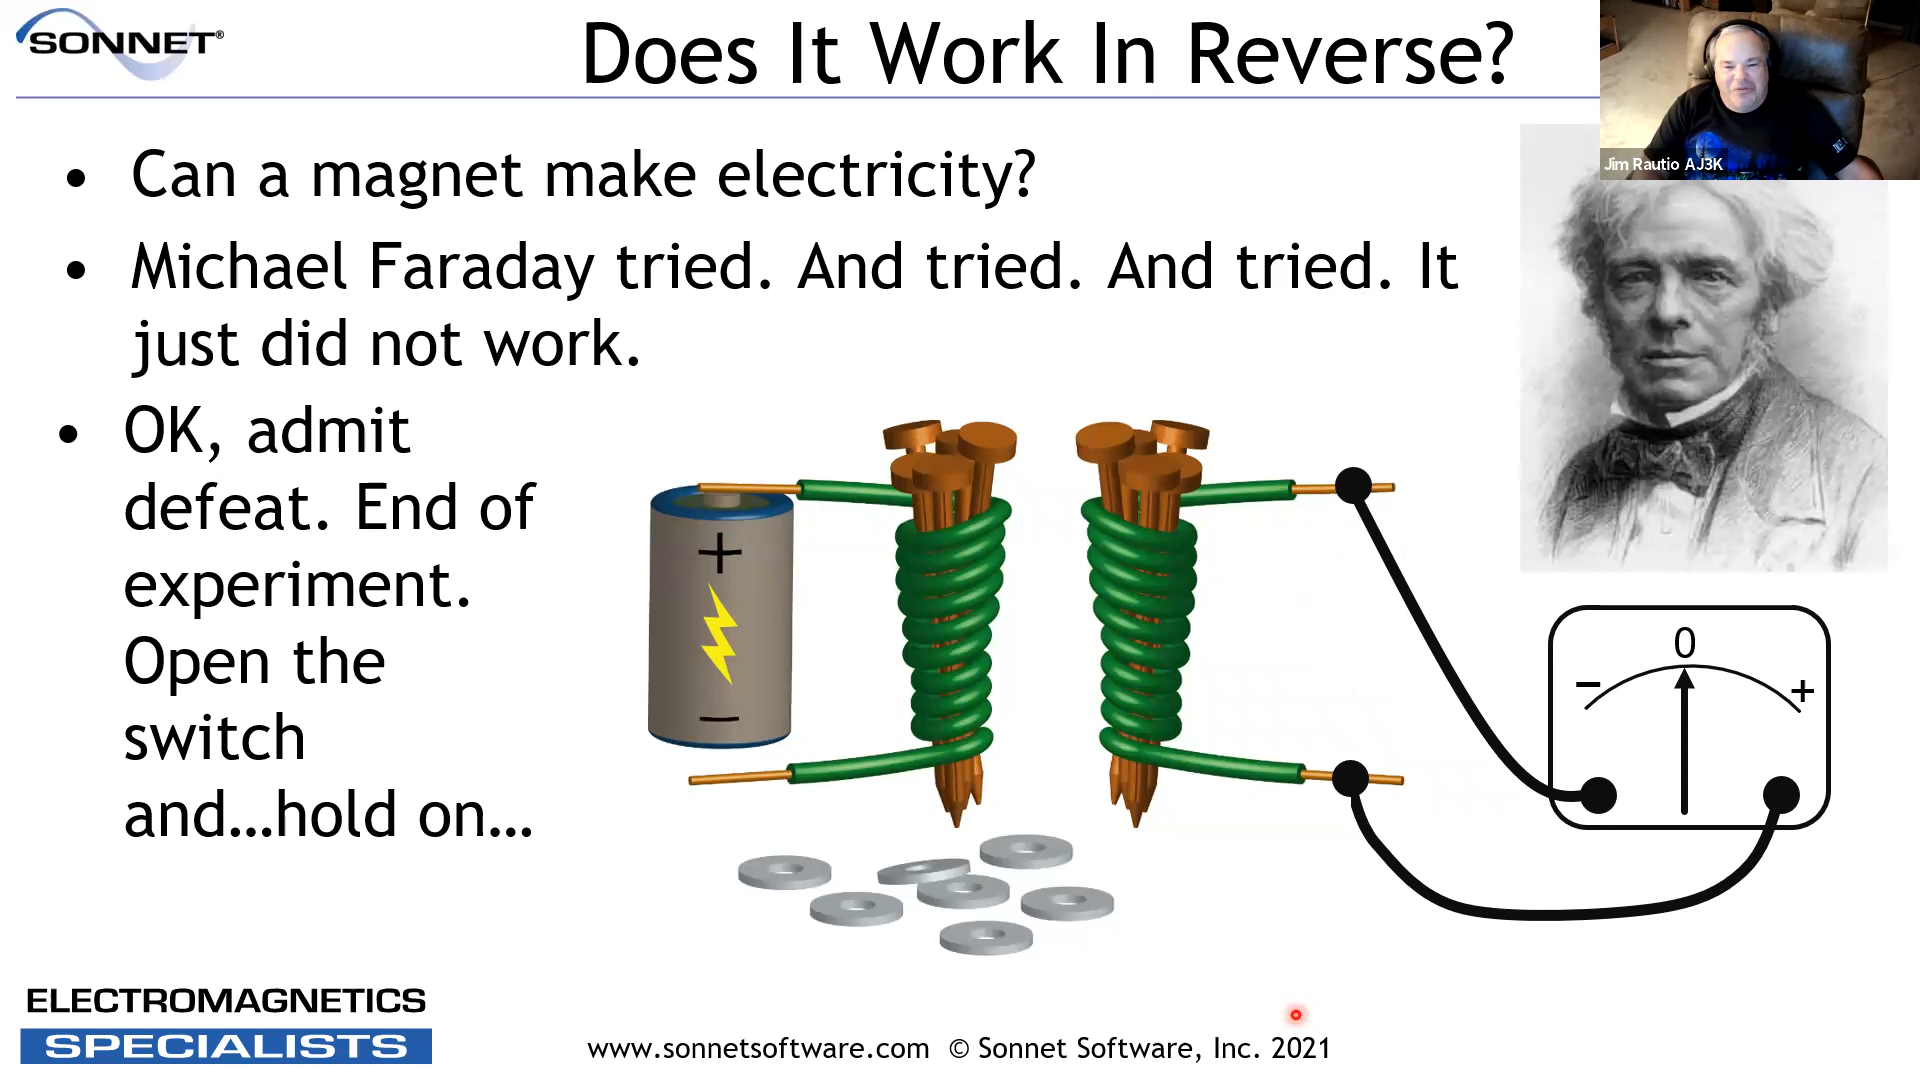 SONNET®
Does It Work In Reverse?
Jim Rautio AJ3K
• Can a magnet make electricity?
• Michael Faraday tried. And tried. And tried. It
just did not work.
• OK, admit
defeat. End of
experiment.
Open the
switch
and…hold on…
+
–
0
– +
ELECTROMAGNETICS
SPECIALISTS
www.sonnetsoftware.com © Sonnet Software, Inc. 2021